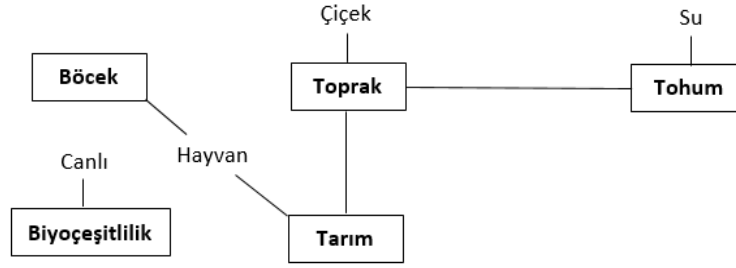 Çiçek
Su
Böcek
Toprak
Tohum
Canlı
Hayvan
Biyoçeşitlilik
Tarım